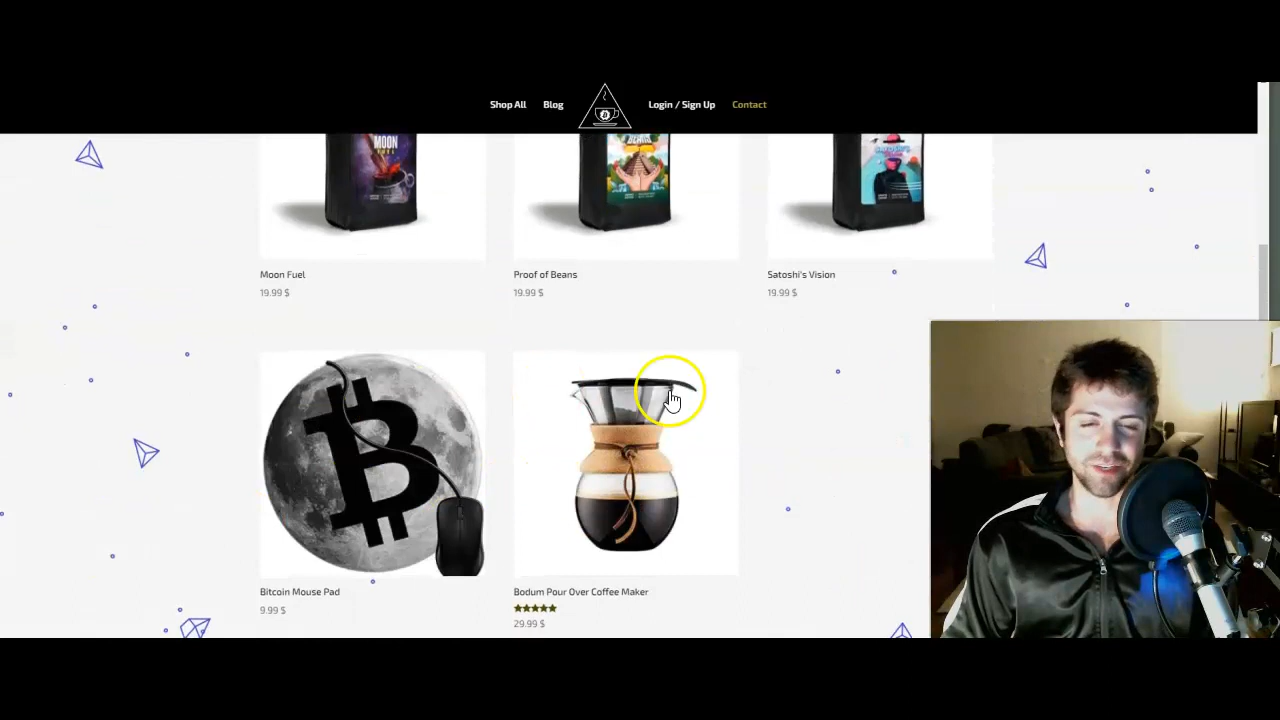 Shop All Blog Login / Sign Up Contact
MOON
Moon Fuel
19.99 $
Proof of Beans
19.99 $
Satoshi's Vision
19.99 $
Bitcoin Mouse Pad
9.99 $
Bodum Pour Over Coffee Maker
29.99 $